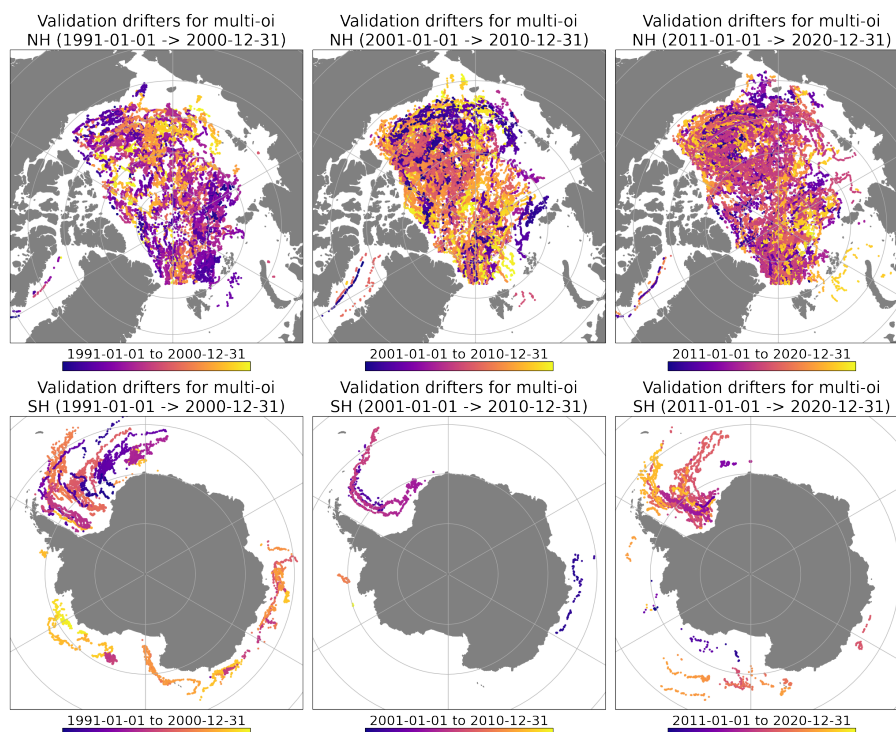 Validation drifters for multi-oi
NH (1991-01-01 -> 2000-12-31)
1991-01-01 to 2000-12-31
Validation drifters for multi-oi
NH (2001-01-01 -> 2010-12-31)
2001-01-01 to 2010-12-31
Validation drifters for multi-oi
NH (2011-01-01 -> 2020-12-31)
2011-01-01 to 2020-12-31
Validation drifters for multi-oi
SH (1991-01-01 -> 2000-12-31)
1991-01-01 to 2000-12-31
Validation drifters for multi-oi
SH (2001-01-01 -> 2010-12-31)
2001-01-01 to 2010-12-31
Validation drifters for multi-oi
SH (2011-01-01 -> 2020-12-31)
2011-01-01 to 2020-12-31